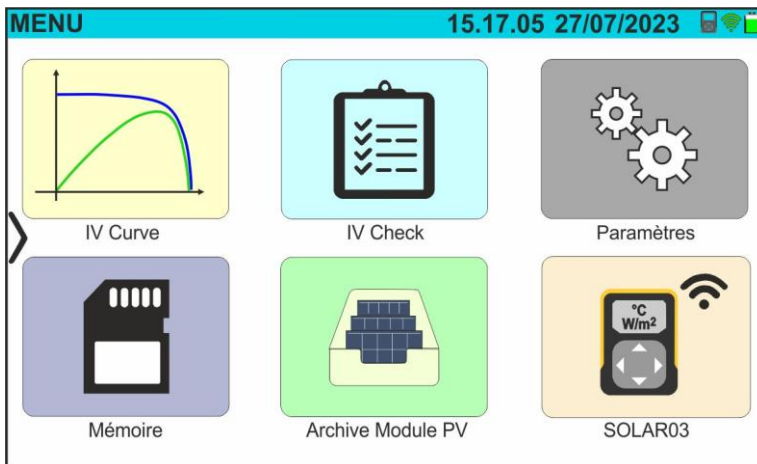 MENU 15.17.05 27/07/2023
IV Curve IV Check Paramètres
°C
W/m²
Mémoire Archive Module PV SOLAR03